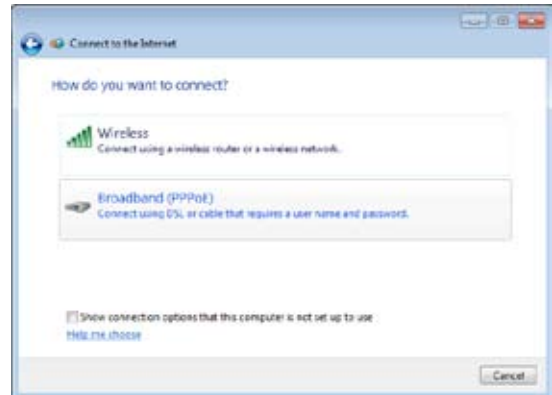 Connect to the Internet
How do you want to connect?
Wireless
Connect using a wireless router or a wireless network.
Broadband (PPPoE)
Connect using DSL or cable that requires a user name and password.
Show connection options that this computer is not set up to use
Help me choose
Cancel